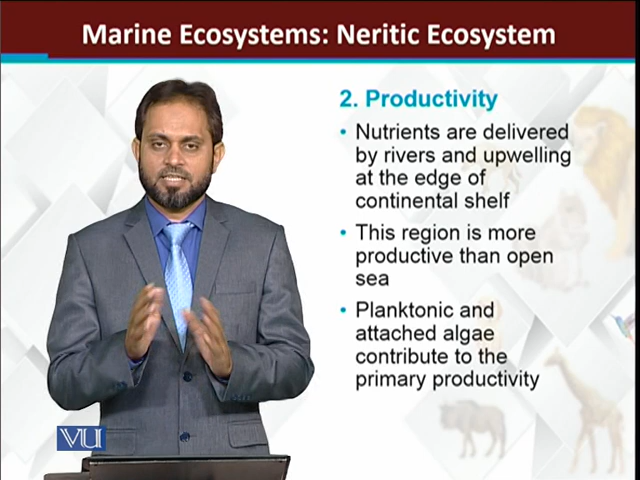 Marine Ecosystems: Neritic Ecosystem
2. Productivity
• Nutrients are delivered
by rivers and upwelling
at the edge of
continental shelf
• This region is more
productive than open
sea
• Planktonic and
attached algae
contribute to the
primary productivity
VU